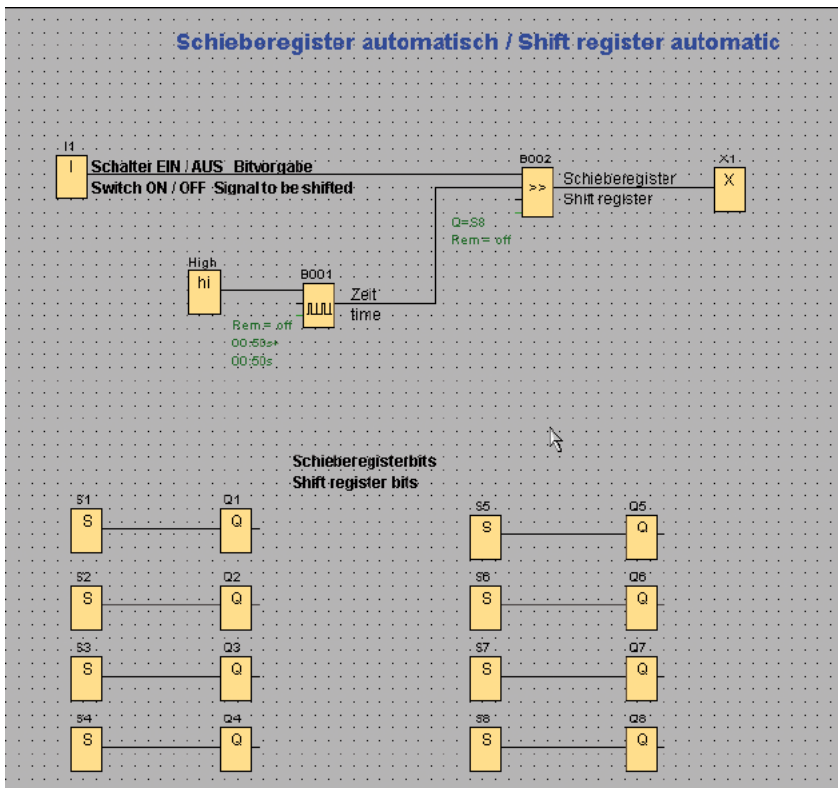 Schieberegister automatisch / Shift register automatic
I1
I
Schalter EIN / AUS Bitvorgabe
Switch ON / OFF Signal to be shifted
B002
>>
Q=S8
Rem = off
Schieberegister
Shift register
X1
X
High
hi
B001
Rem = off
00:50s+
00:50s
Zeit
time
Schieberegisterbits
Shift register bits
S1
S
Q1
Q
S5
S
Q5
Q
S2
S
Q2
Q
S6
S
Q6
Q
S3
S
Q3
Q
S7
S
Q7
Q
S4
S
Q4
Q
S8
S
Q8
Q